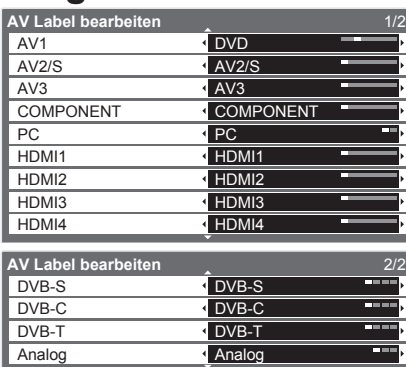 AV Label bearbeiten 1/2
AV1 DVD
AV2/S AV2/S
AV3 AV3
COMPONENT COMPONENT
PC PC
HDMI1 HDMI1
HDMI2 HDMI2
HDMI3 HDMI3
HDMI4 HDMI4
AV Label bearbeiten 2/2
DVB-S DVB-S
DVB-C DVB-C
DVB-T DVB-T
Analog Analog